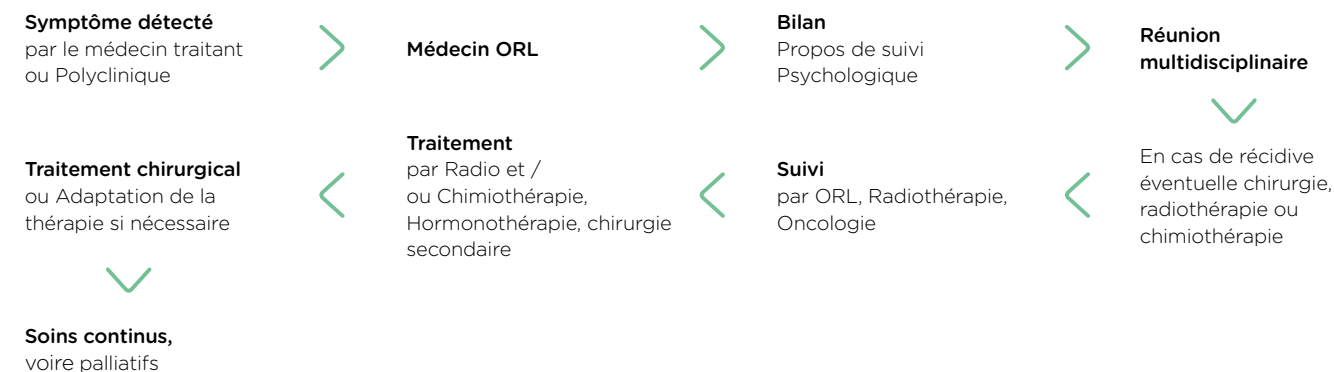 Symptôme détecté
par le médecin traitant
ou Polyclinique
Médecin ORL
Bilan
Propos de suivi
Psychologique
Réunion
multidisciplinaire
En cas de récidive
éventuelle chirurgie,
radiothérapie ou
chimiothérapie
Suivi
par ORL, Radiothérapie,
Oncologie
Traitement
par Radio et /
ou Chimiothérapie,
Hormonothérapie, chirurgie
secondaire
Traitement chirurgical
ou Adaptation de la
thérapie si nécessaire
Soins continus,
voire palliatifs